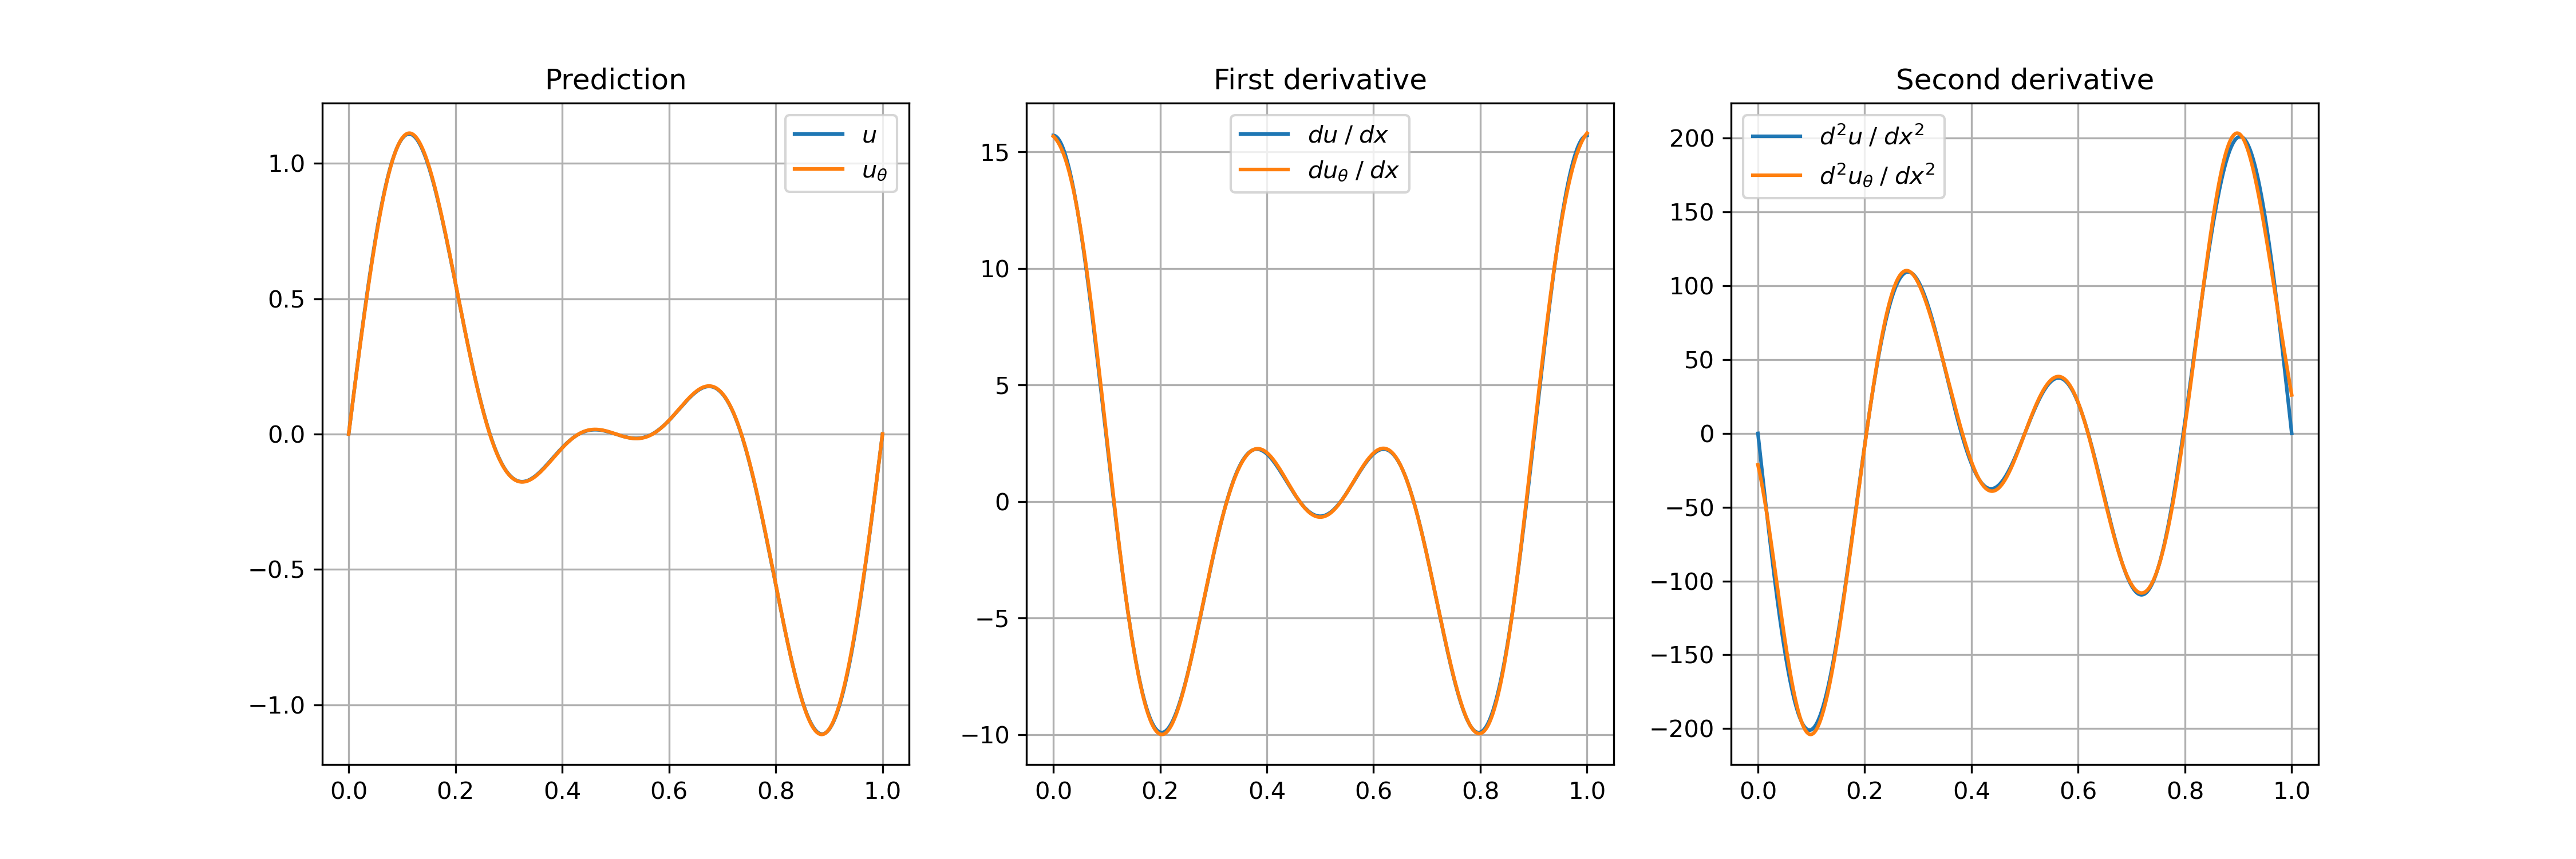 Prediction
1.0
0.5
0.0
−0.5
−1.0
0.0 0.2 0.4 0.6 0.8 1.0
u
uθ
First derivative
15
10
5
0
−5
−10
0.0 0.2 0.4 0.6 0.8 1.0
du / dx
duθ / dx
Second derivative
200
150
100
50
0
−50
−100
−150
−200
0.0 0.2 0.4 0.6 0.8 1.0
d²u / dx²
d²uθ / dx²